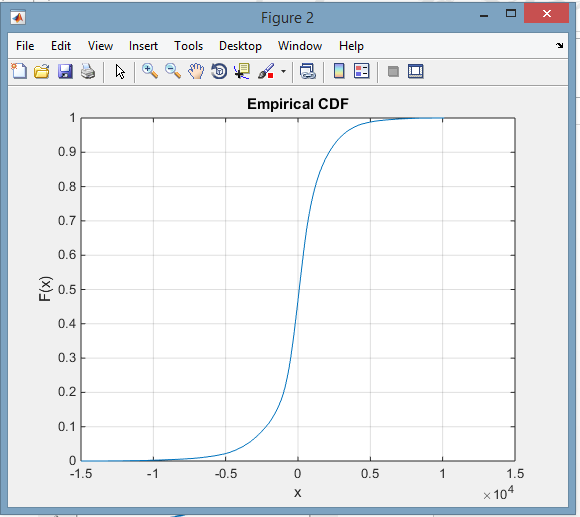 Figure 2
File Edit View Insert Tools Desktop Window Help
Empirical CDF
1
0.9
0.8
0.7
0.6
0.5
0.4
0.3
0.2
0.1
0
F(x)
-1.5 -1 -0.5 0 0.5 1 1.5
x
×10⁴